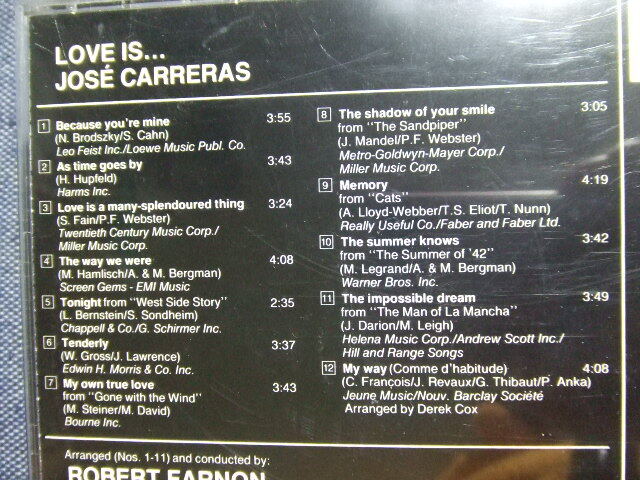 LOVE IS...
JOSÉ CARRERAS
1 Because you're mine 3:55
(N. Brodszky/S. Cahn)
Leo Feist Inc./Loewe Music Publ. Co.
2 As time goes by 3:43
(H. Hupfeld)
Harms Inc.
3 Love is a many-splendoured thing 3:24
(S. Fain/P.F. Webster)
Twentieth Century Music Corp./
Miller Music Corp.
4 The way we were 4:08
(M. Hamlisch/A. & M. Bergman)
Screen Gems - EMI Music
5 Tonight from "West Side Story" 2:35
(L. Bernstein/S. Sondheim)
Chappell & Co./G. Schirmer Inc.
6 Tenderly 3:37
(W. Gross/J. Lawrence)
Edwin H. Morris & Co. Inc.
7 My own true love 3:43
from "Gone with the Wind"
(M. Steiner/M. David)
Bourne Inc.
8 The shadow of your smile 3:05
from "The Sandpiper"
(J. Mandel/P.F. Webster)
Metro-Goldwyn-Mayer Corp./
Miller Music Corp.
9 Memory 4:19
from "Cats"
(A. Lloyd-Webber/T.S. Eliot/T. Nunn)
Really Useful Co./Faber and Faber Ltd.
10 The summer knows 3:42
from "The Summer of '42"
(M. Legrand/A. & M. Bergman)
Warner Bros. Inc.
11 The impossible dream 3:49
from "The Man of La Mancha"
(J. Darion/M. Leigh)
Helena Music Corp./Andrew Scott Inc./
Hill and Range Songs
12 My way (Comme d'habitude) 4:08
(C. François/J. Revaux/G. Thibaut/P. Anka)
Jeune Music/Nouv. Barclay Société
Arranged by Derek Cox
Arranged (Nos. 1-11) and conducted by:
ROBERT FARNON